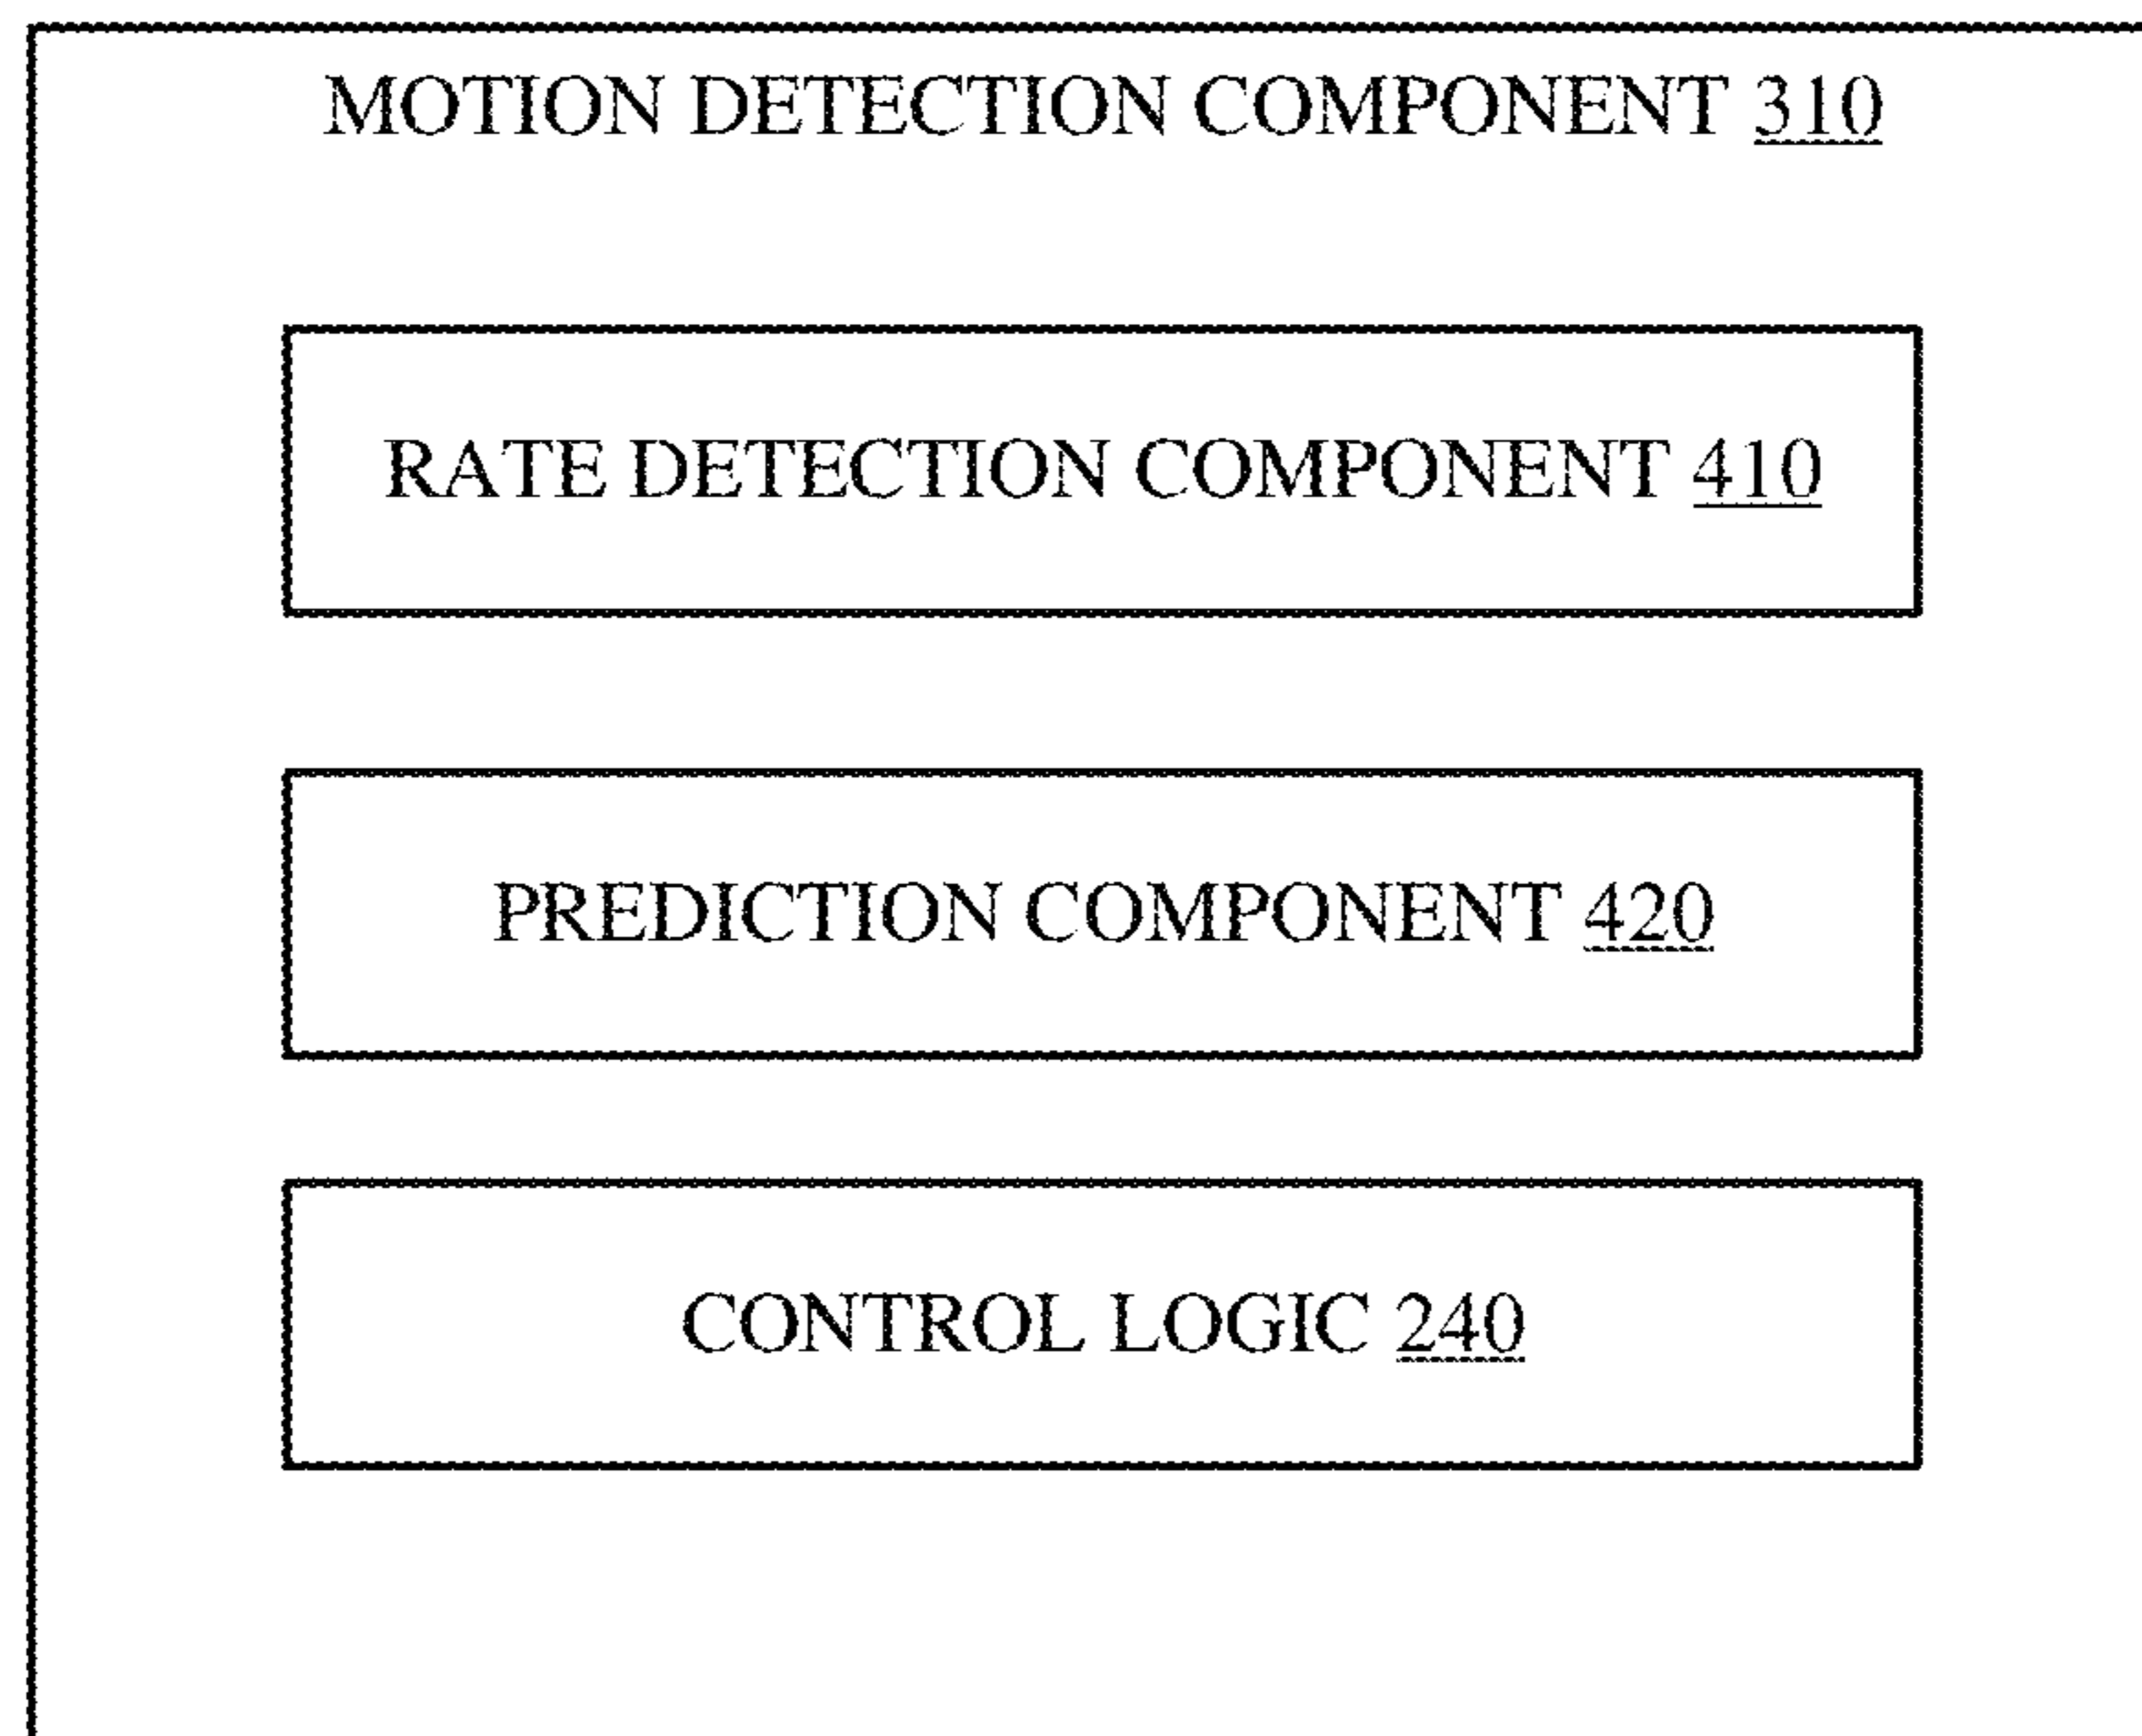 MOTION DETECTION COMPONENT 310
RATE DETECTION COMPONENT 410
PREDICTION COMPONENT 420
CONTROL LOGIC 240